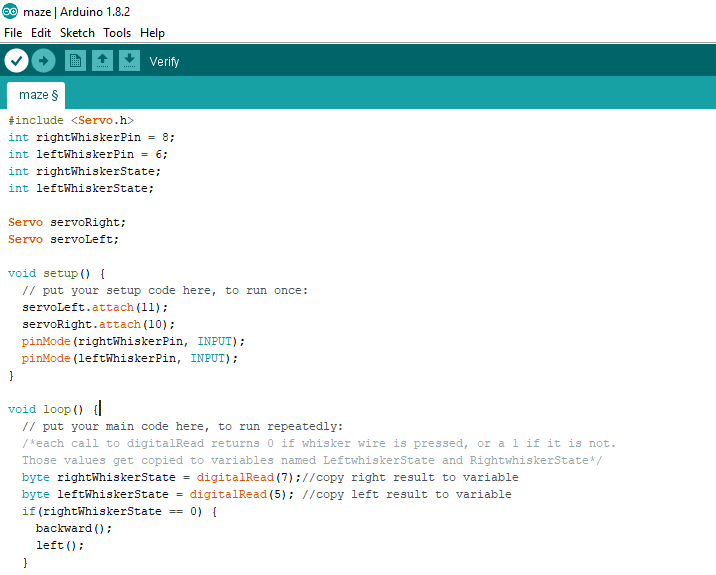 maze | Arduino 1.8.2
File Edit Sketch Tools Help
Verify
maze §
#include <Servo.h>
int rightWhiskerPin = 8;
int leftWhiskerPin = 6;
int rightWhiskerState;
int leftWhiskerState;
Servo servoRight;
Servo servoLeft;
void setup() {
// put your setup code here, to run once:
servoLeft.attach(11);
servoRight.attach(10);
pinMode(rightWhiskerPin, INPUT);
pinMode(leftWhiskerPin, INPUT);
}
void loop() {
// put your main code here, to run repeatedly:
/*each call to digitalRead returns 0 if whisker wire is pressed, or a 1 if it is not.
Those values get copied to variables named LeftwhiskerState and RightwhiskerState*/
byte rightWhiskerState = digitalRead(7);//copy right result to variable
byte leftWhiskerState = digitalRead(5); //copy left result to variable
if(rightWhiskerState == 0) {
backward();
left();
}